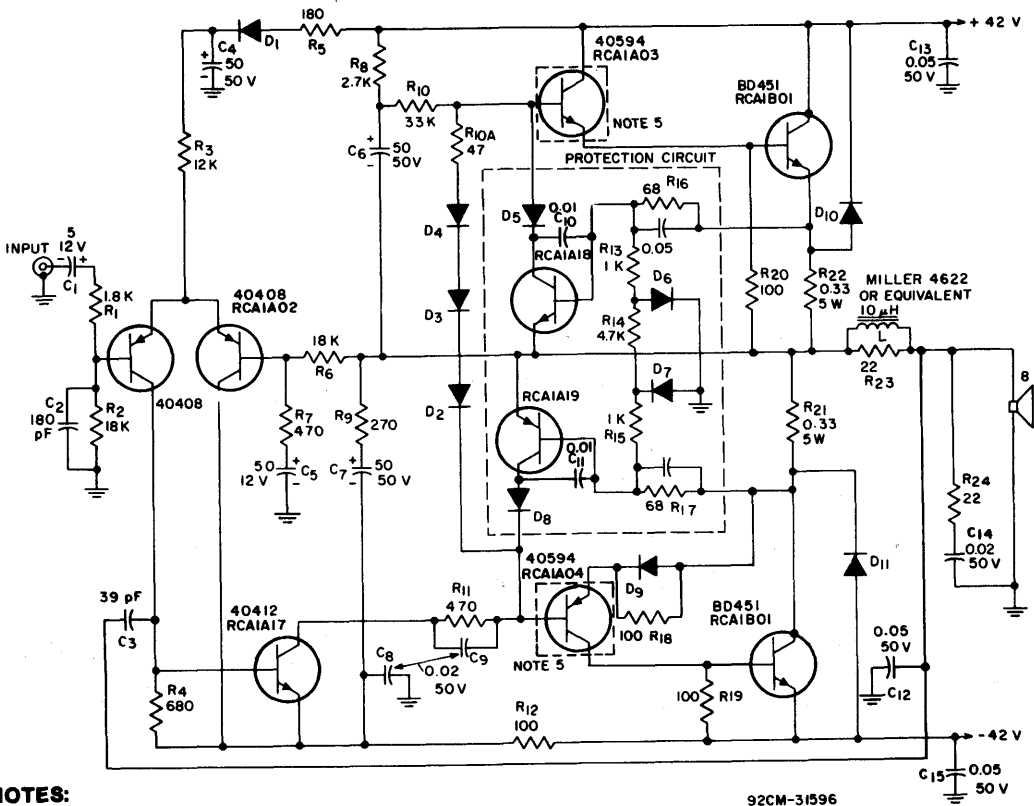 180
R5
D1
C4
50
50 V
+ 42 V
C13
0.05
50 V
R8
2.7K
40594
RCA1A03
NOTE 5
R10
33 K
R10A
47
BD451
RCA1B01
R3
12K
C6
50
50V
PROTECTION CIRCUIT
D4
D5
0.01
C10
RCA1A18
68 R16
0.05
D10
R13
1 K
D6
INPUT
5
12 V
C1
1.8 K
R1
40408
RCA1A02
D3
R14
4.7K
R20
100
R22
0.33
5 W
MILLER 4622
OR EQUIVALENT
10 µH
L
22
R23
8
18 K
R6
40408
C2
180
pF
R2
18K
R7
470
R9
270
D2
RCA1A19
D7
1 K
R15
R21
0.33
5W
50
12 V
C5
C7
50
50 V
0.01
C11
68 R17
D8
R24
22
C14
0.02
50 V
40594
RCA1A04
D9
100 R18
D11
39 pF
C3
40412
RCA1A17
R11
470
C8
C9
0.02
50 V
NOTE 5
BD451
RCA1B01
0.05
50 V
C12
R4
680
100
R19
R12
100
- 42 V
C15
0.05
50 V
NOTES:
92CM-31596